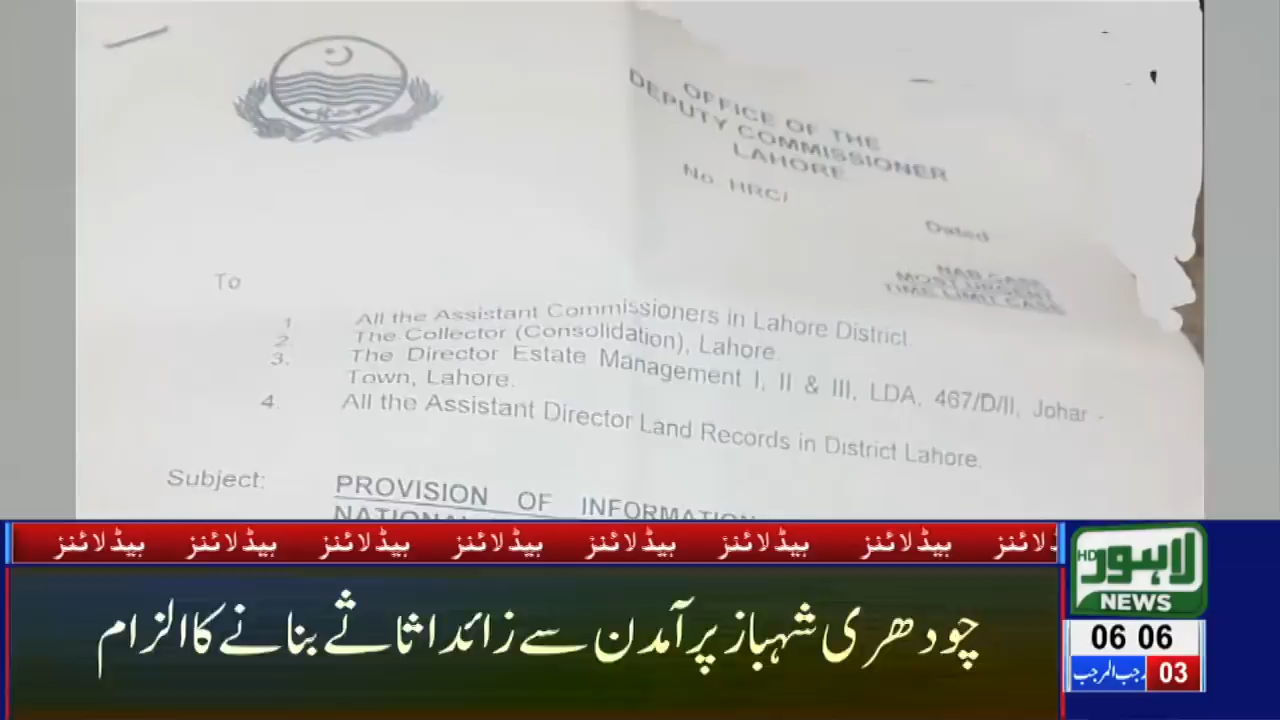 OFFICE OF THE
DEPUTY COMMISSIONER
LAHORE
No. HRC/
Dated
NAB CASE
MOST URGENT
TIME LIMIT CASE
To
1. All the Assistant Commissioners in Lahore District.
2. The Collector (Consolidation), Lahore.
3. The Director Estate Management I, II & III, LDA, 467/D/II, Johar -
Town, Lahore.
4. All the Assistant Director Land Records in District Lahore.
Subject: PROVISION OF INFORMATION
NATIONAL
ہیڈلائنز ہیڈلائنز ہیڈلائنز ہیڈلائنز ہیڈلائنز ہیڈلائنز ہیڈلائنز ڈلائنز
چودھری شہباز پر آمدن سے زائد اثاثے بنانے کا الزام
HD
لاہور
NEWS
06 06
رجب المرجب 03